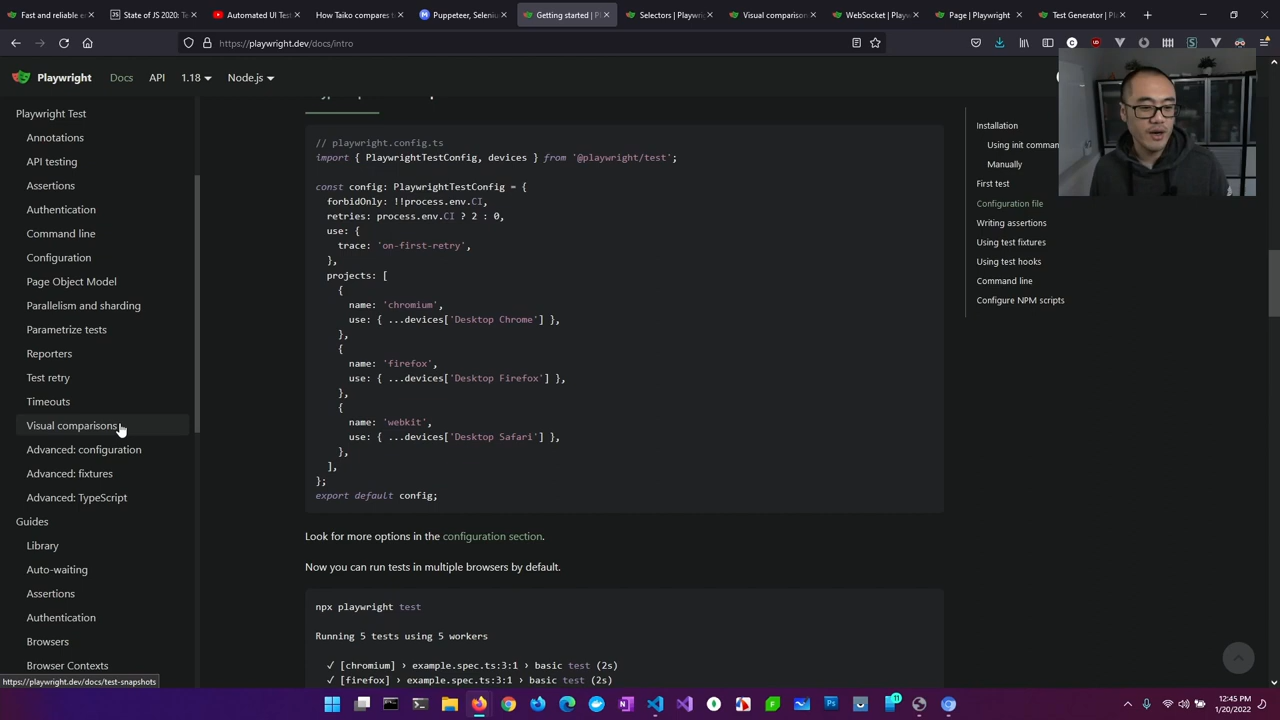 Fast and reliable e
State of JS 2020: T
Automated UI Test
How Taiko compares t
Puppeteer, Seleniu
Getting started | P
Selectors | Playwrig
Visual comparison
WebSocket | Playw
Page | Playwright
Test Generator | Pl
https://playwright.dev/docs/intro
Playwright
Docs
API
1.18
Node.js
Playwright Test
Annotations
API testing
Assertions
Authentication
Command line
Configuration
Page Object Model
Parallelism and sharding
Parametrize tests
Reporters
Test retry
Timeouts
Visual comparisons
Advanced: configuration
Advanced: fixtures
Advanced: TypeScript
Guides
Library
Auto-waiting
Assertions
Authentication
Browsers
Browser Contexts
https://playwright.dev/docs/test-snapshots
// playwright.config.ts
import { PlaywrightTestConfig, devices } from '@playwright/test';
const config: PlaywrightTestConfig = {
forbidOnly: !!process.env.CI,
retries: process.env.CI ? 2 : 0,
use: {
trace: 'on-first-retry',
},
projects: [
{
name: 'chromium',
use: { ...devices['Desktop Chrome'] },
},
{
name: 'firefox',
use: { ...devices['Desktop Firefox'] },
},
{
name: 'webkit',
use: { ...devices['Desktop Safari'] },
},
],
};
export default config;
Look for more options in the configuration section.
Now you can run tests in multiple browsers by default.
npx playwright test
Running 5 tests using 5 workers
✓ [chromium] › example.spec.ts:3:1 › basic test (2s)
✓ [firefox] › example.spec.ts:3:1 › basic test (2s)
Installation
Using init comman
Manually
First test
Configuration file
Writing assertions
Using test fixtures
Using test hooks
Command line
Configure NPM scripts
12:45 PM
1/20/2022